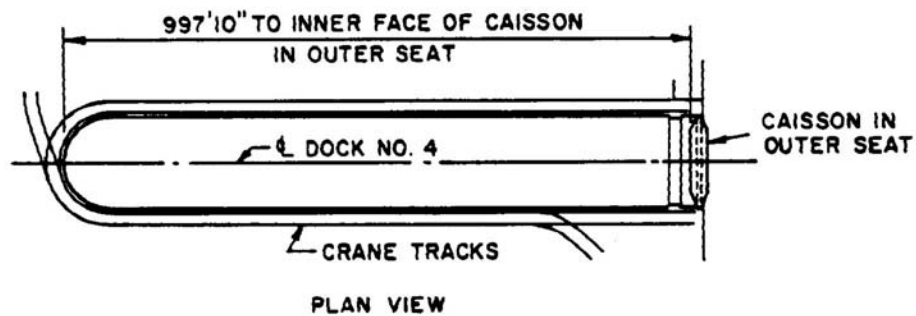 997'10" TO INNER FACE OF CAISSON
IN OUTER SEAT
℄ DOCK NO. 4
CAISSON IN
OUTER SEAT
CRANE TRACKS
PLAN VIEW